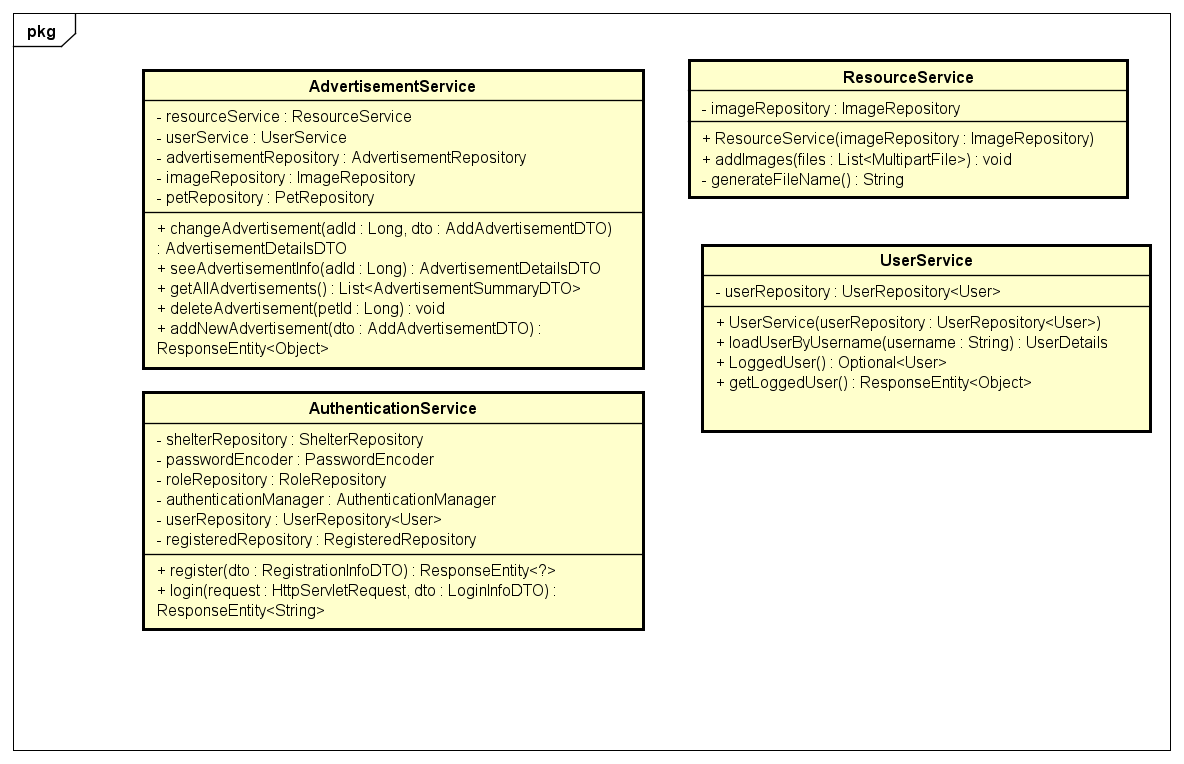 pkg
AdvertisementService
- resourceService : ResourceService
- userService : UserService
- advertisementRepository : AdvertisementRepository
- imageRepository : ImageRepository
- petRepository : PetRepository
+ changeAdvertisement(adId : Long, dto : AddAdvertisementDTO)
: AdvertisementDetailsDTO
+ seeAdvertisementInfo(adId : Long) : AdvertisementDetailsDTO
+ getAllAdvertisements() : List<AdvertisementSummaryDTO>
+ deleteAdvertisement(petId : Long) : void
+ addNewAdvertisement(dto : AddAdvertisementDTO) :
ResponseEntity<Object>
ResourceService
- imageRepository : ImageRepository
+ ResourceService(imageRepository : ImageRepository)
+ addImages(files : List<MultipartFile>) : void
- generateFileName() : String
UserService
- userRepository : UserRepository<User>
+ UserService(userRepository : UserRepository<User>)
+ loadUserByUsername(username : String) : UserDetails
+ LoggedUser() : Optional<User>
+ getLoggedUser() : ResponseEntity<Object>
AuthenticationService
- shelterRepository : ShelterRepository
- passwordEncoder : PasswordEncoder
- roleRepository : RoleRepository
- authenticationManager : AuthenticationManager
- userRepository : UserRepository<User>
- registeredRepository : RegisteredRepository
+ register(dto : RegistrationInfoDTO) : ResponseEntity<?>
+ login(request : HttpServletRequest, dto : LoginInfoDTO) :
ResponseEntity<String>